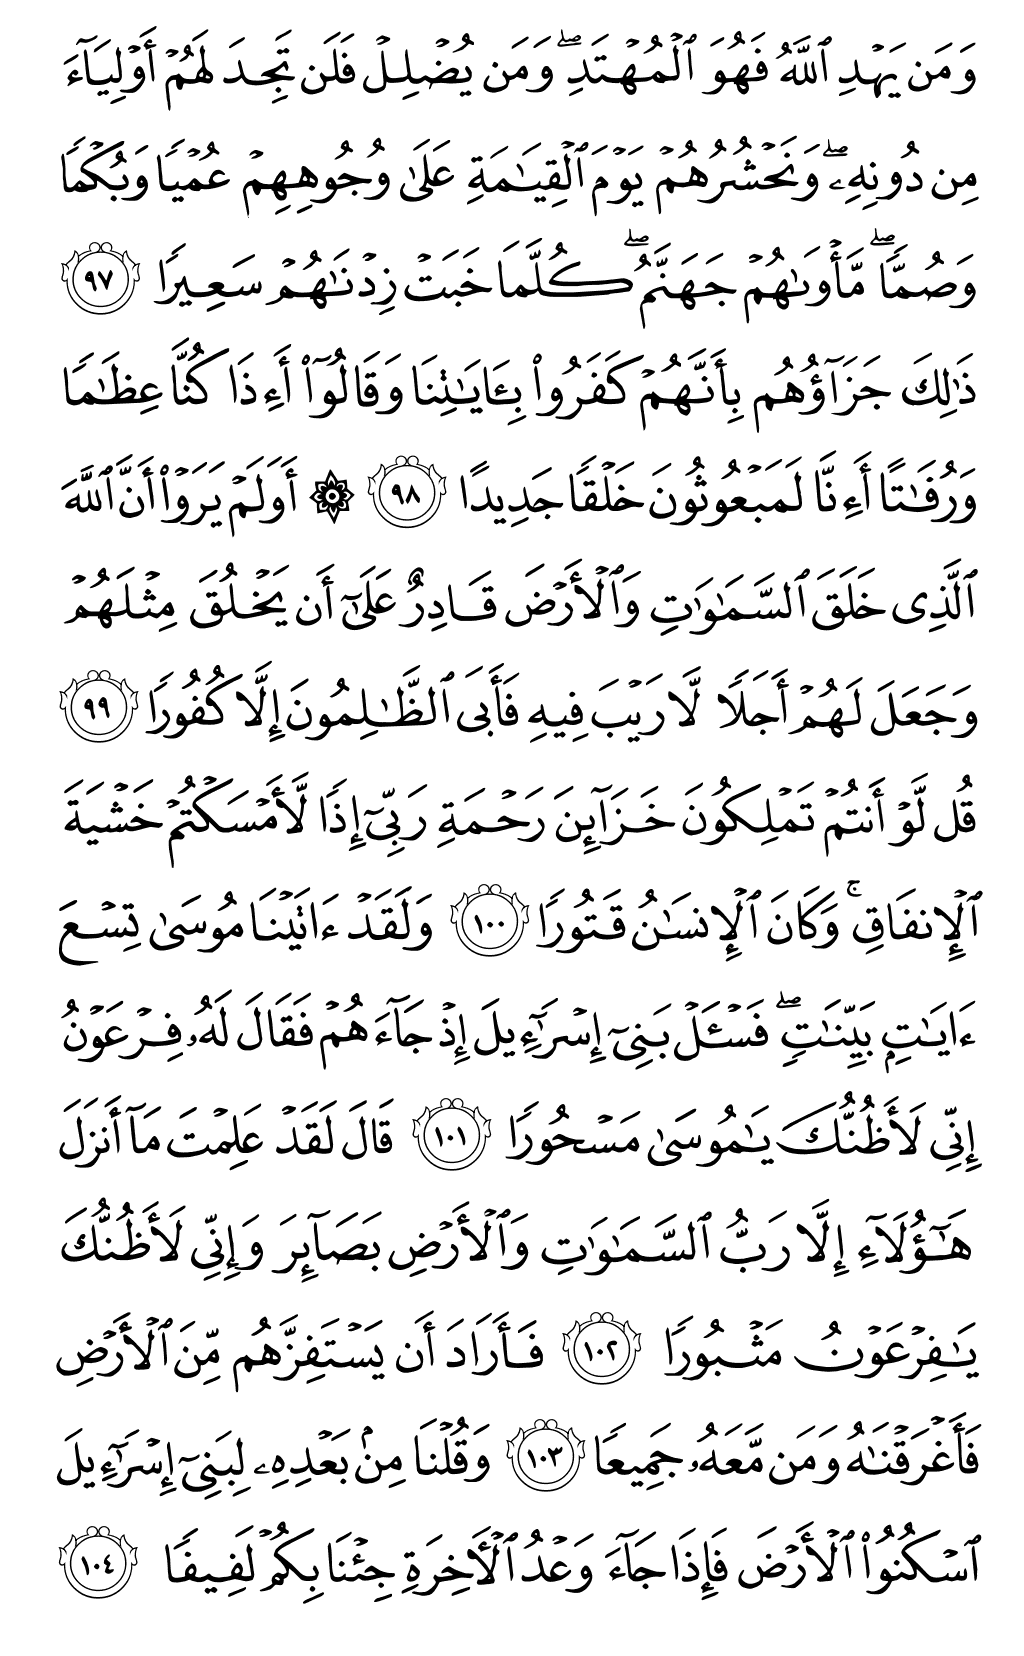 وَمَن يَهْدِ ٱللَّهُ فَهُوَ ٱلْمُهْتَدِ ۖ وَمَن يُضْلِلْ فَلَن تَجِدَ لَهُمْ أَوْلِيَآءَ
مِن دُونِهِۦ ۖ وَنَحْشُرُهُمْ يَوْمَ ٱلْقِيَـٰمَةِ عَلَىٰ وُجُوهِهِمْ عُمْيًا وَبُكْمًا
وَصُمًّا ۖ مَّأْوَىٰهُمْ جَهَنَّمُ ۖ كُلَّمَا خَبَتْ زِدْنَـٰهُمْ سَعِيرًا ٩٧
ذَٰلِكَ جَزَآؤُهُم بِأَنَّهُمْ كَفَرُوا۟ بِـَٔايَـٰتِنَا وَقَالُوٓا۟ أَءِذَا كُنَّا عِظَـٰمًا
وَرُفَـٰتًا أَءِنَّا لَمَبْعُوثُونَ خَلْقًا جَدِيدًا ٩٨ ۞ أَوَلَمْ يَرَوْا۟ أَنَّ ٱللَّهَ
ٱلَّذِى خَلَقَ ٱلسَّمَـٰوَٰتِ وَٱلْأَرْضَ قَادِرٌ عَلَىٰٓ أَن يَخْلُقَ مِثْلَهُمْ
وَجَعَلَ لَهُمْ أَجَلًا لَّا رَيْبَ فِيهِ فَأَبَى ٱلظَّـٰلِمُونَ إِلَّا كُفُورًا ٩٩
قُل لَّوْ أَنتُمْ تَمْلِكُونَ خَزَآئِنَ رَحْمَةِ رَبِّىٓ إِذًا لَّأَمْسَكْتُمْ خَشْيَةَ
ٱلْإِنفَاقِ ۚ وَكَانَ ٱلْإِنسَـٰنُ قَتُورًا ١٠٠ وَلَقَدْ ءَاتَيْنَا مُوسَىٰ تِسْعَ
ءَايَـٰتٍۭ بَيِّنَـٰتٍ ۖ فَسْـَٔلْ بَنِىٓ إِسْرَٰٓءِيلَ إِذْ جَآءَهُمْ فَقَالَ لَهُۥ فِرْعَوْنُ
إِنِّى لَأَظُنُّكَ يَـٰمُوسَىٰ مَسْحُورًا ١٠١ قَالَ لَقَدْ عَلِمْتَ مَآ أَنزَلَ
هَـٰٓؤُلَآءِ إِلَّا رَبُّ ٱلسَّمَـٰوَٰتِ وَٱلْأَرْضِ بَصَآئِرَ وَإِنِّى لَأَظُنُّكَ
يَـٰفِرْعَوْنُ مَثْبُورًا ١٠٢ فَأَرَادَ أَن يَسْتَفِزَّهُم مِّنَ ٱلْأَرْضِ
فَأَغْرَقْنَـٰهُ وَمَن مَّعَهُۥ جَمِيعًا ١٠٣ وَقُلْنَا مِنۢ بَعْدِهِۦ لِبَنِىٓ إِسْرَٰٓءِيلَ
ٱسْكُنُوا۟ ٱلْأَرْضَ فَإِذَا جَآءَ وَعْدُ ٱلْـَٔاخِرَةِ جِئْنَا بِكُمْ لَفِيفًا ١٠٤